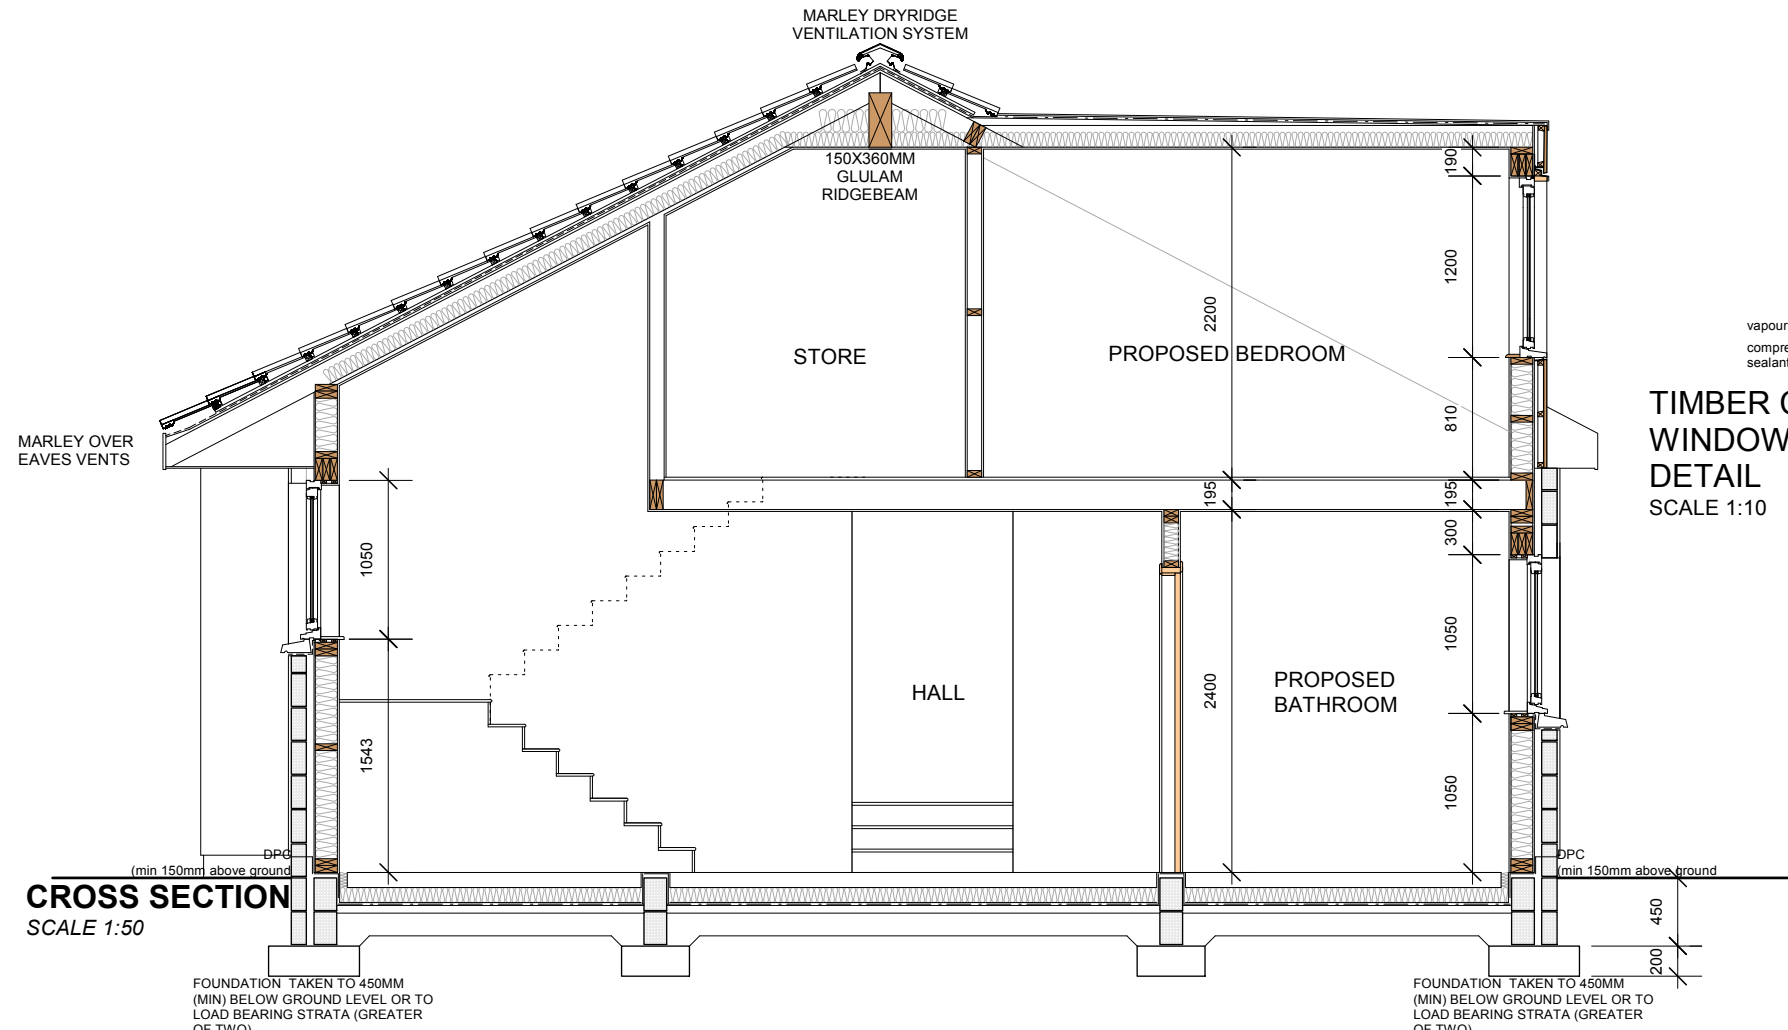 MARLEY DRYRIDGE
VENTILATION SYSTEM
150X360MM
GLULAM
RIDGEBEAM
190
1200
2200
STORE
PROPOSED BEDROOM
810
MARLEY OVER
EAVES VENTS
195
195
300
1050
1050
HALL
2400
PROPOSED
BATHROOM
1543
1050
DPC
(min 150mm above ground
DPC
(min 150mm above ground
CROSS SECTION
SCALE 1:50
450
200
FOUNDATION TAKEN TO 450MM
(MIN) BELOW GROUND LEVEL OR TO
LOAD BEARING STRATA (GREATER
OF TWO)
FOUNDATION TAKEN TO 450MM
(MIN) BELOW GROUND LEVEL OR TO
LOAD BEARING STRATA (GREATER
OF TWO)
vapour
compre
sealant
TIMBER
WINDOW
DETAIL
SCALE 1:10